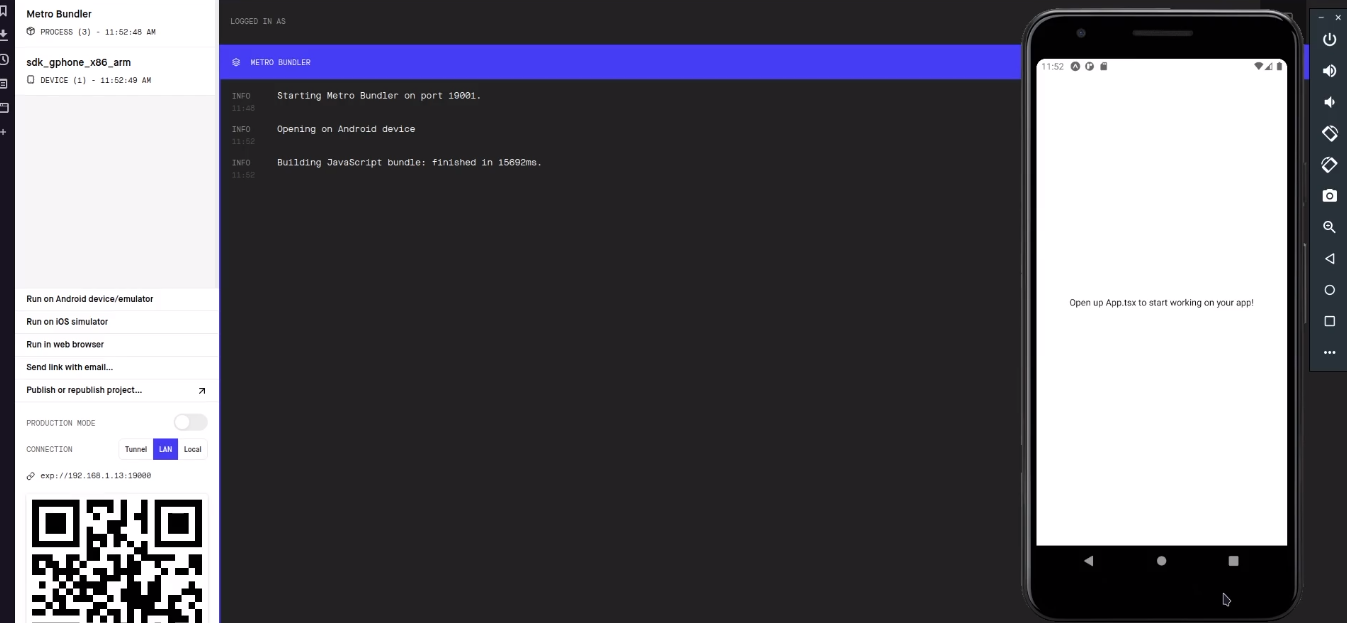 Metro Bundler
PROCESS (3) - 11:52:48 AM
sdk_gphone_x86_arm
DEVICE (1) - 11:52:49 AM
Run on Android device/emulator
Run on iOS simulator
Run in web browser
Send link with email...
Publish or republish project...
PRODUCTION MODE
CONNECTION
Tunnel
LAN
Local
exp://192.168.1.13:19000
LOGGED IN AS
METRO BUNDLER
INFO
Starting Metro Bundler on port 19001.
11:48
INFO
Opening on Android device
11:52
INFO
Building JavaScript bundle: finished in 15692ms.
11:52
11:52
Open up App.tsx to start working on your app!